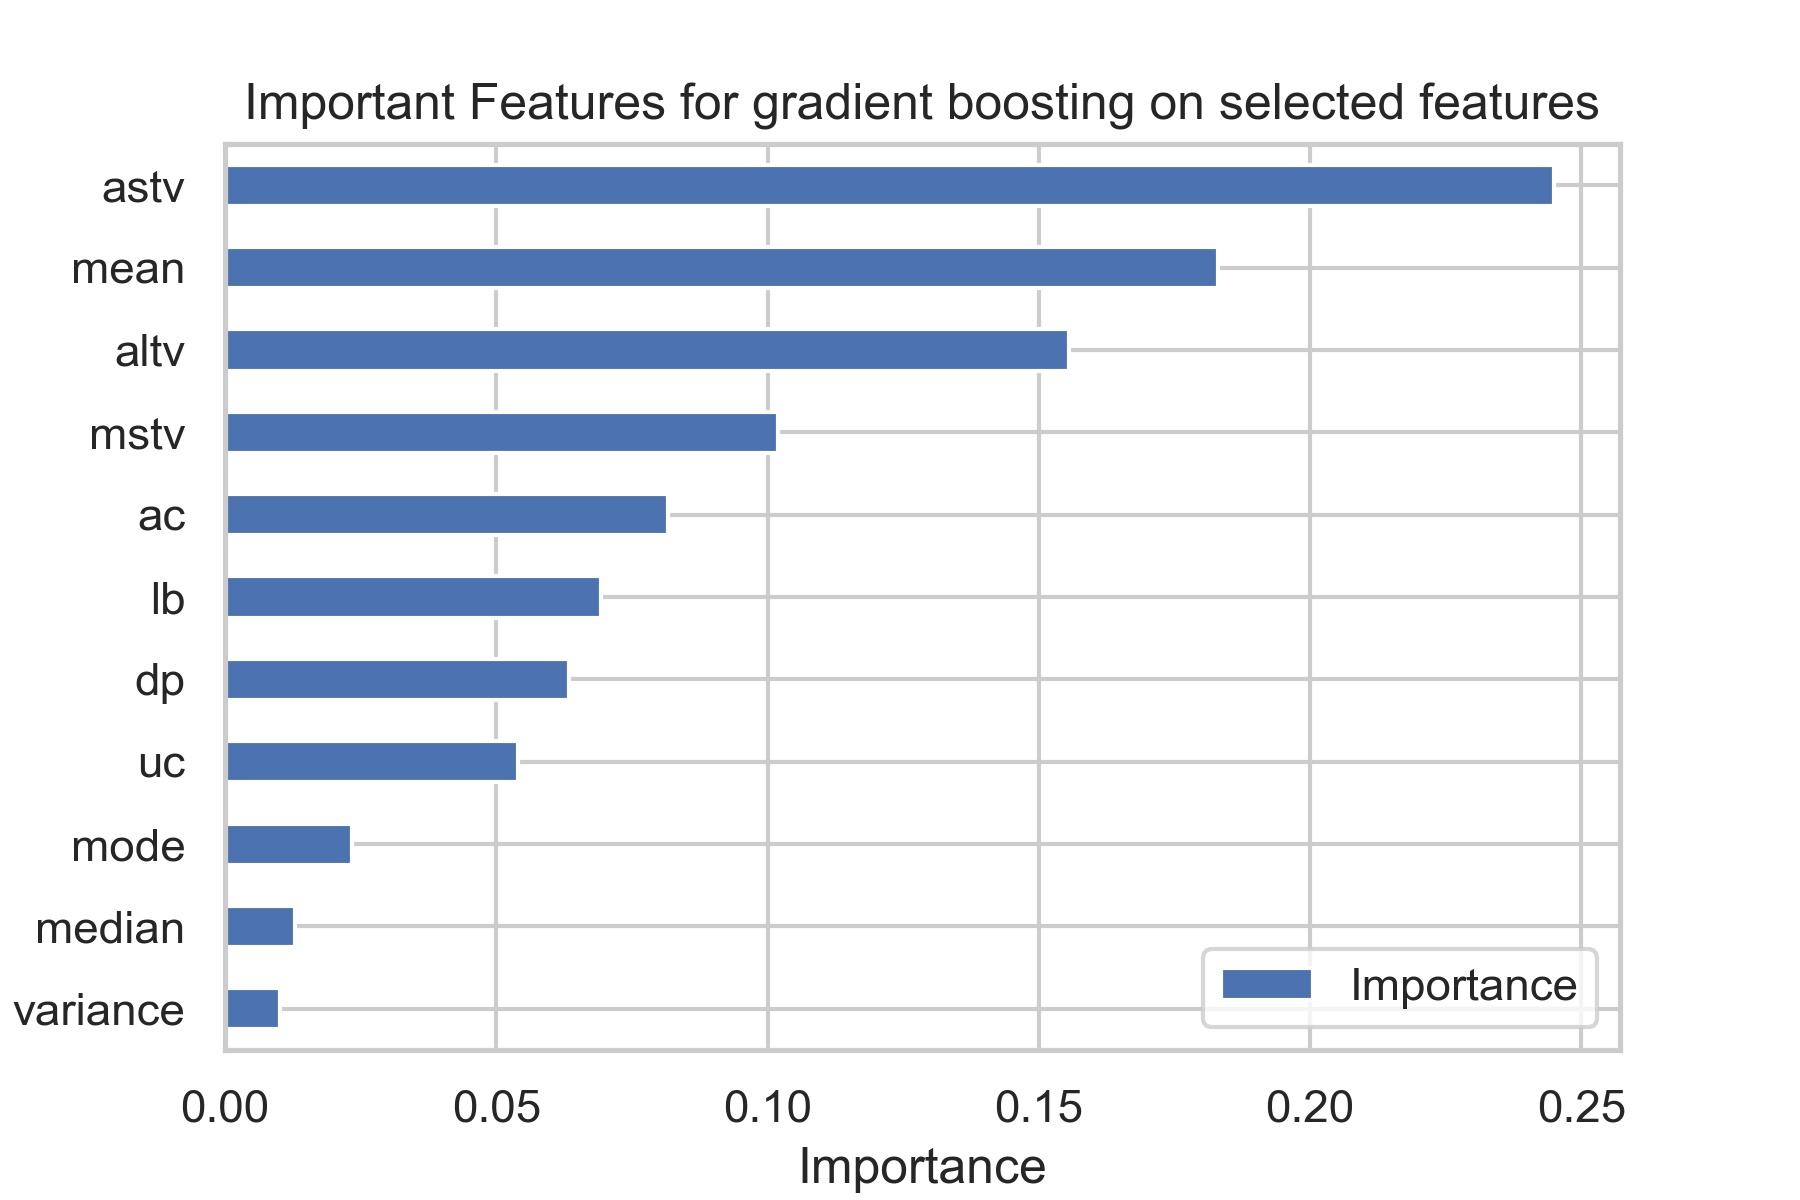 Important Features for gradient boosting on selected features
astv
mean
altv
mstv
ac
lb
dp
uc
mode
median
variance
Importance
0.00 0.05 0.10 0.15 0.20 0.25
Importance